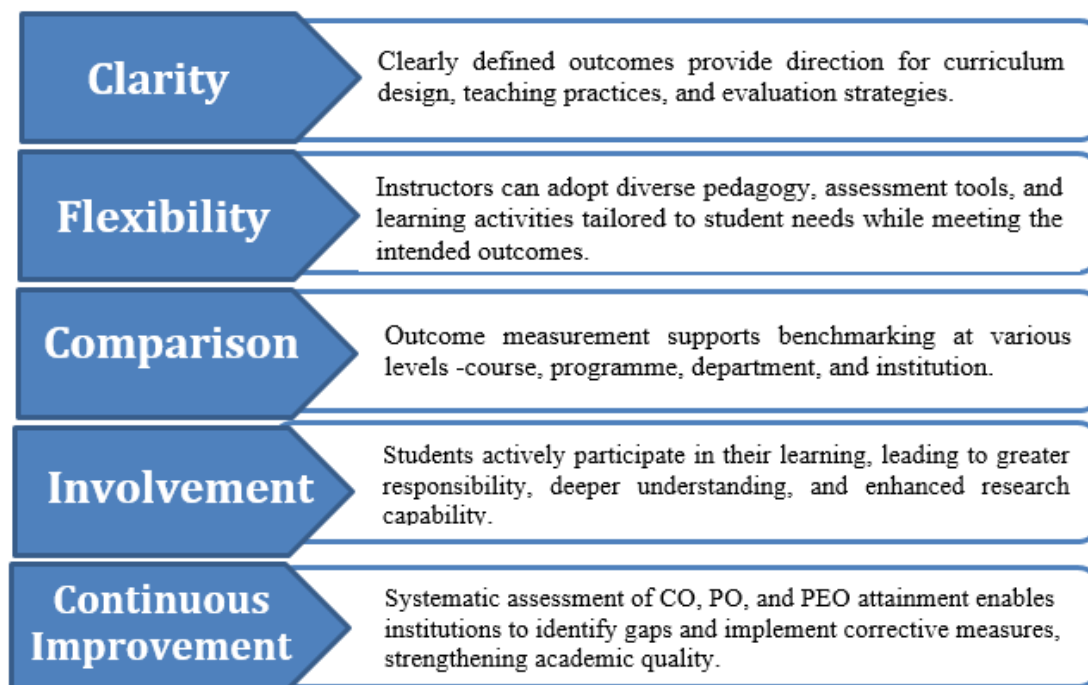 Clarity
Clearly defined outcomes provide direction for curriculum
design, teaching practices, and evaluation strategies.
Flexibility
Instructors can adopt diverse pedagogy, assessment tools, and
learning activities tailored to student needs while meeting the
intended outcomes.
Comparison
Outcome measurement supports benchmarking at various
levels -course, programme, department, and institution.
Involvement
Students actively participate in their learning, leading to greater
responsibility, deeper understanding, and enhanced research
capability.
Continuous
Improvement
Systematic assessment of CO, PO, and PEO attainment enables
institutions to identify gaps and implement corrective measures,
strengthening academic quality.